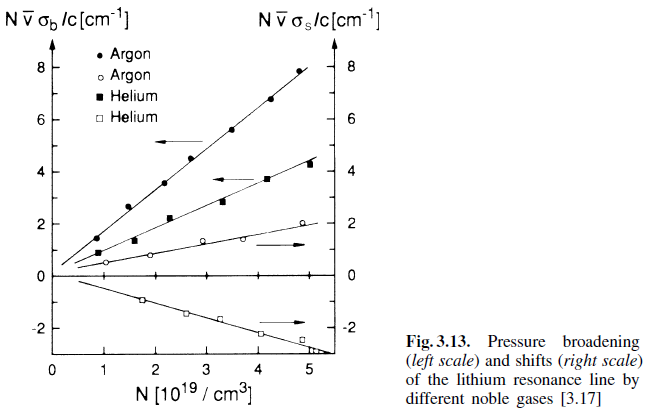 N v̅ σb /c [cm⁻¹]
N v̅ σs /c [cm⁻¹]
8
6
4
2
0
-2
● Argon
○ Argon
■ Helium
□ Helium
8
6
4
2
0
-2
0 1 2 3 4 5
N [10¹⁹ / cm³]
Fig. 3.13. Pressure broadening
(left scale) and shifts (right scale)
of the lithium resonance line by
different noble gases [3.17]